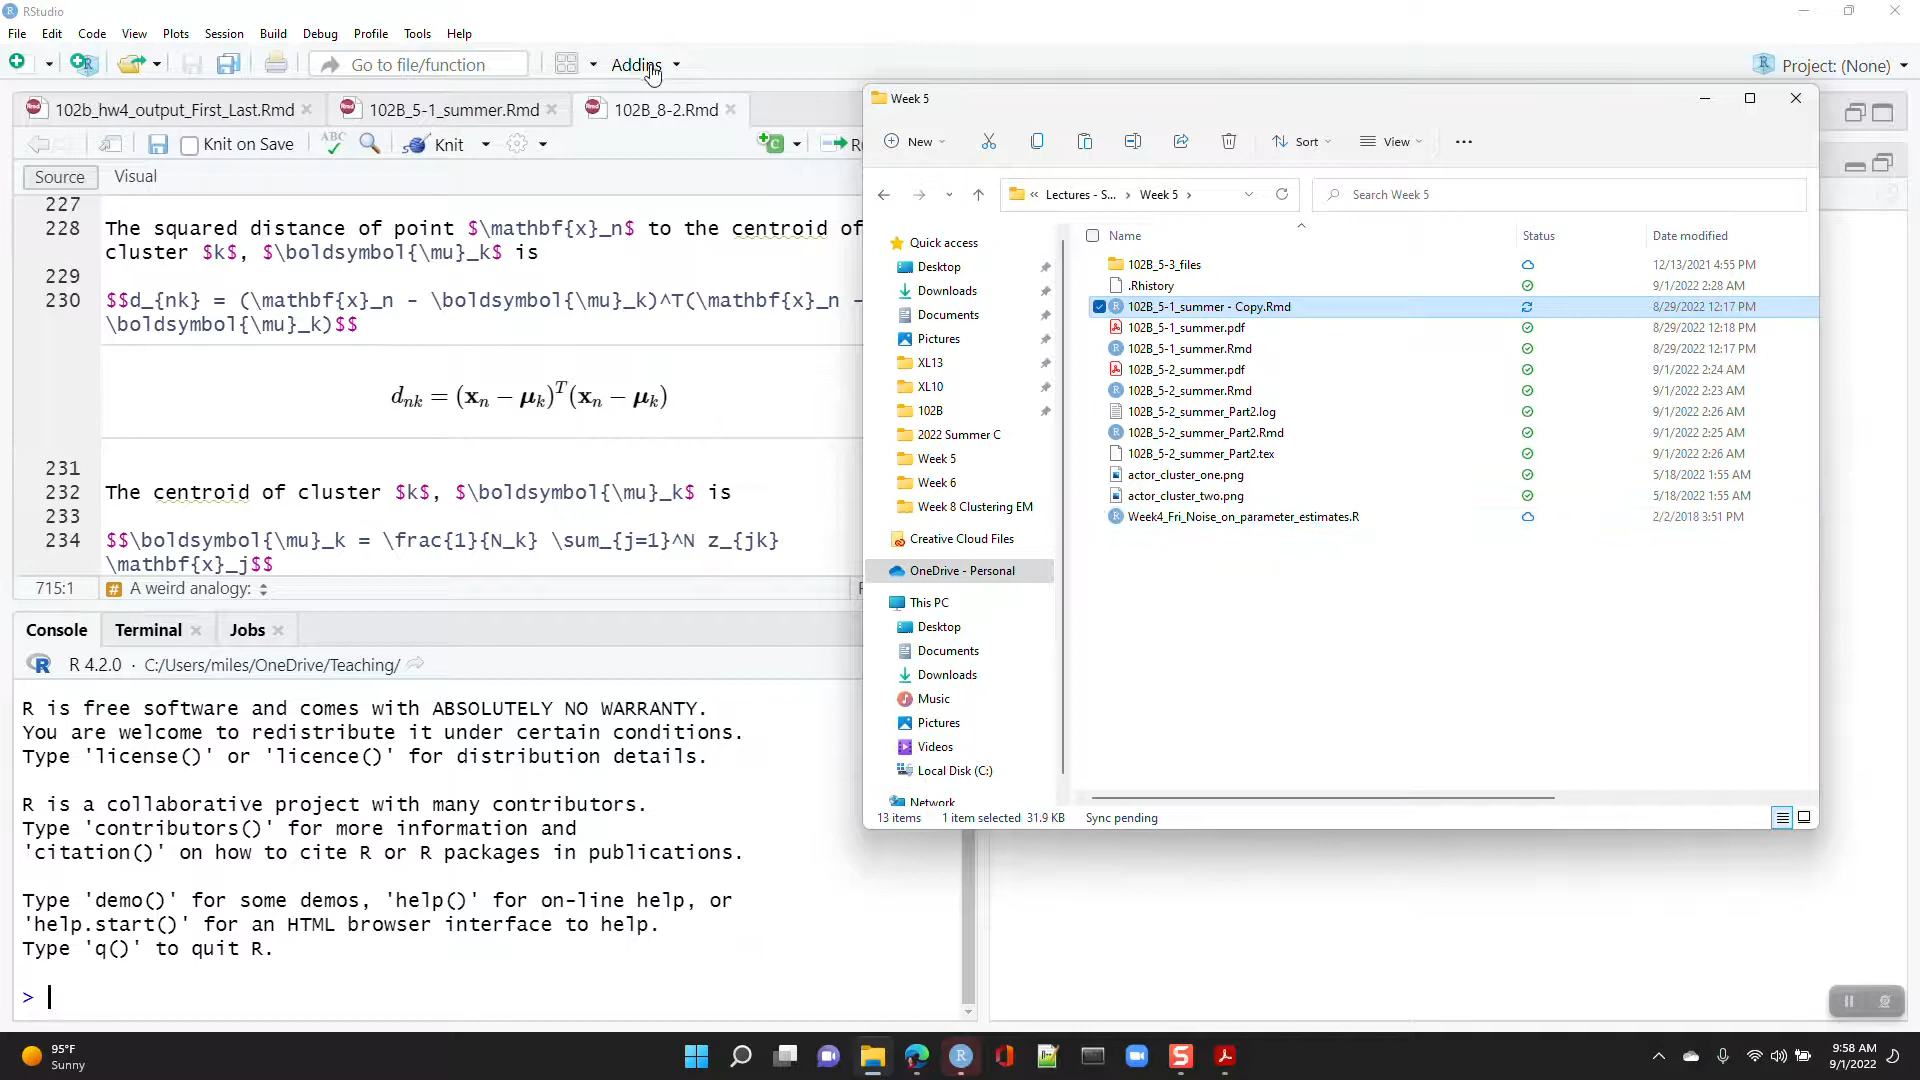 RStudio
File Edit Code View Plots Session Build Debug Profile Tools Help
Go to file/function
Addins
Project: (None)
102b_hw4_output_First_Last.Rmd
102B_5-1_summer.Rmd
102B_8-2.Rmd
Knit on Save
ABC
Knit
Source
Visual
227
228 The squared distance of point $\mathbf{x}_n$ to the centroid of
cluster $k$, $\boldsymbol{\mu}_k$ is
229
230 $$d_{nk} = (\mathbf{x}_n - \boldsymbol{\mu}_k)^T(\mathbf{x}_n -
\boldsymbol{\mu}_k)$$
d_{nk} = (x_n − μ_k)^T(x_n − μ_k)
231
232 The centroid of cluster $k$, $\boldsymbol{\mu}_k$ is
233
234 $$\boldsymbol{\mu}_k = \frac{1}{N_k} \sum_{j=1}^N z_{jk}
\mathbf{x}_j$$
715:1 # A weird analogy:
Console Terminal Jobs
R 4.2.0 · C:/Users/miles/OneDrive/Teaching/
R is free software and comes with ABSOLUTELY NO WARRANTY.
You are welcome to redistribute it under certain conditions.
Type 'license()' or 'licence()' for distribution details.
R is a collaborative project with many contributors.
Type 'contributors()' for more information and
'citation()' on how to cite R or R packages in publications.
Type 'demo()' for some demos, 'help()' for on-line help, or
'help.start()' for an HTML browser interface to help.
Type 'q()' to quit R.
>
Week 5
New
Sort
View
« Lectures - S... › Week 5 ›
Search Week 5
Quick access
Desktop
Downloads
Documents
Pictures
XL13
XL10
102B
2022 Summer C
Week 5
Week 6
Week 8 Clustering EM
Creative Cloud Files
OneDrive - Personal
This PC
Desktop
Documents
Downloads
Music
Pictures
Videos
Local Disk (C:)
Network
Name Status Date modified
102B_5-3_files 12/13/2021 4:55 PM
.Rhistory 9/1/2022 2:28 AM
102B_5-1_summer - Copy.Rmd 8/29/2022 12:17 PM
102B_5-1_summer.pdf 8/29/2022 12:18 PM
102B_5-1_summer.Rmd 8/29/2022 12:17 PM
102B_5-2_summer.pdf 9/1/2022 2:24 AM
102B_5-2_summer.Rmd 9/1/2022 2:23 AM
102B_5-2_summer_Part2.log 9/1/2022 2:26 AM
102B_5-2_summer_Part2.Rmd 9/1/2022 2:25 AM
102B_5-2_summer_Part2.tex 9/1/2022 2:26 AM
actor_cluster_one.png 5/18/2022 1:55 AM
actor_cluster_two.png 5/18/2022 1:55 AM
Week4_Fri_Noise_on_parameter_estimates.R 2/2/2018 3:51 PM
13 items 1 item selected 31.9 KB Sync pending
95°F
Sunny
9:58 AM
9/1/2022